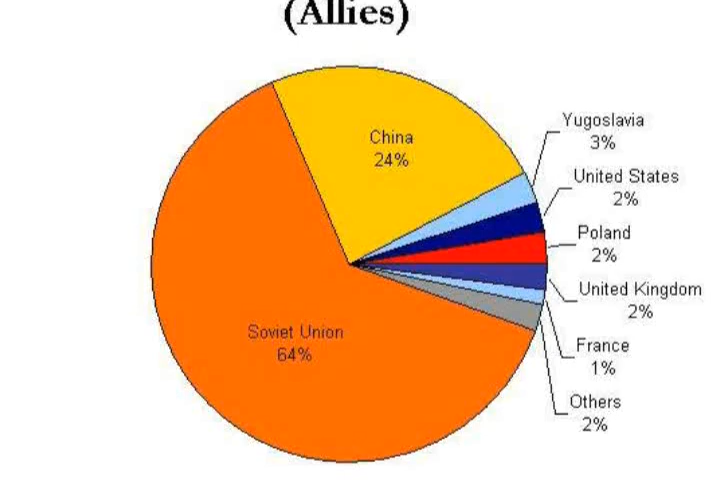 (Allies)
China
24%
Yugoslavia
3%
United States
2%
Poland
2%
United Kingdom
2%
France
1%
Others
2%
Soviet Union
64%